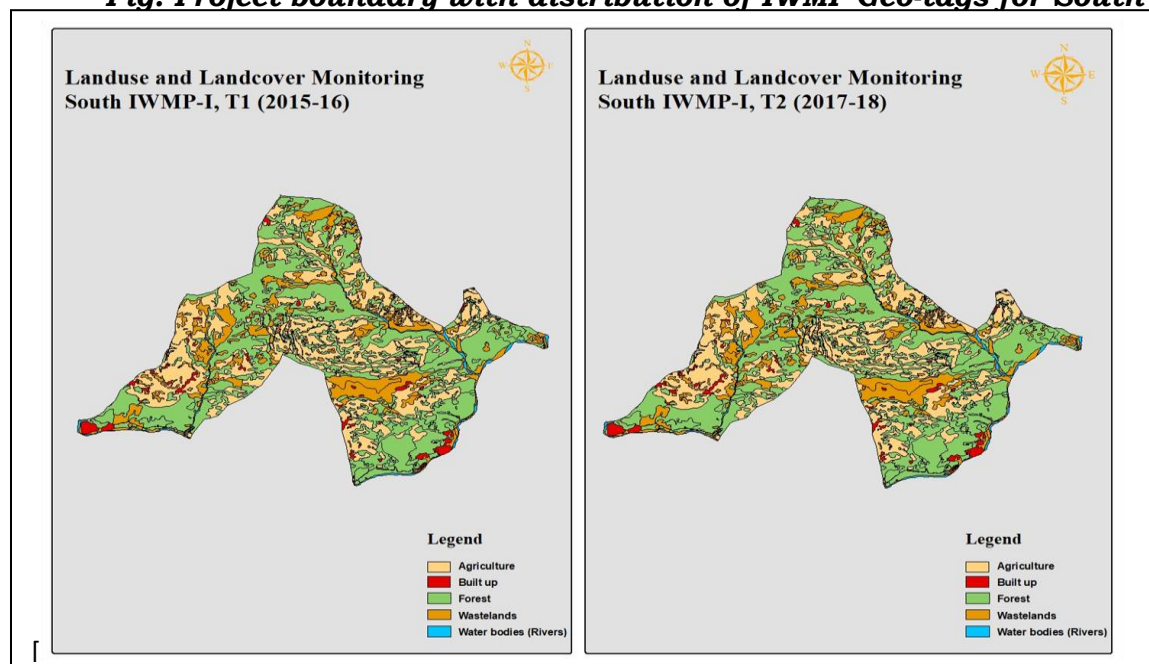 Fig. Project boundary with distribution of IWMP Geo-tags for South
N
W E
S
Landuse and Landcover Monitoring
South IWMP-I, T1 (2015-16)
Legend
Agriculture
Built up
Forest
Wastelands
Water bodies (Rivers)
N
W E
S
Landuse and Landcover Monitoring
South IWMP-I, T2 (2017-18)
Legend
Agriculture
Built up
Forest
Wastelands
Water bodies (Rivers)
[